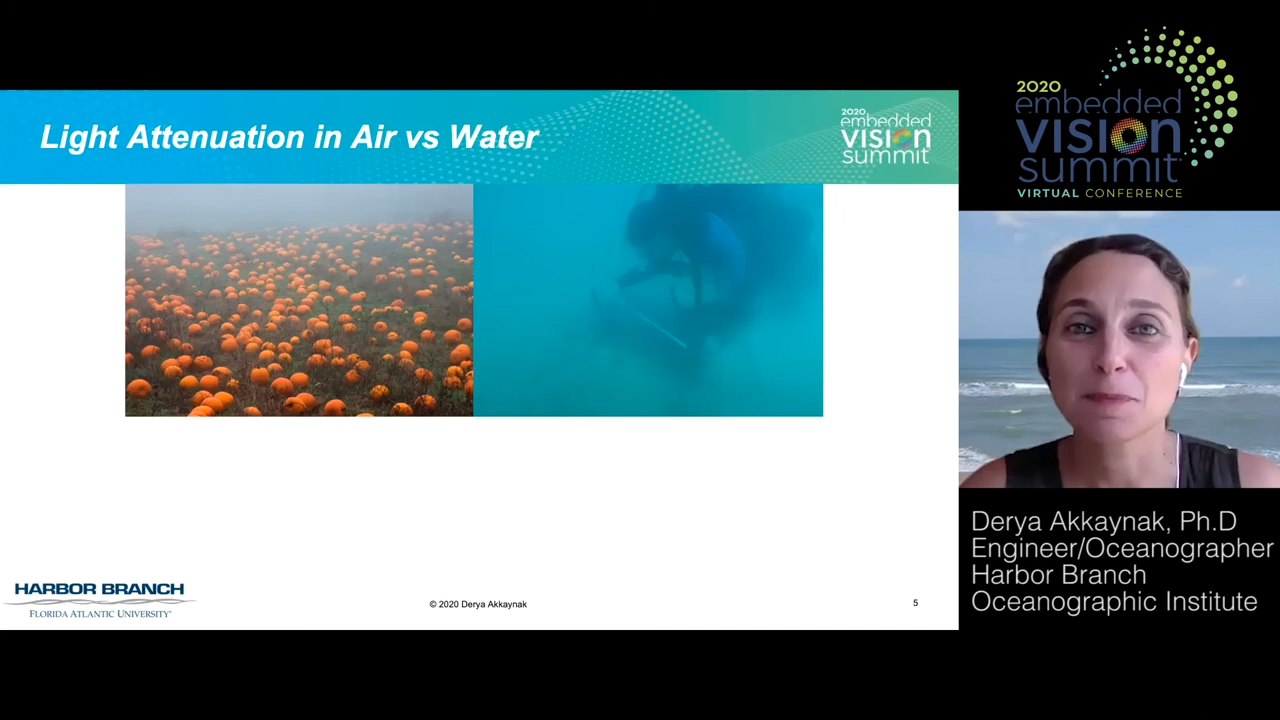 Light Attenuation in Air vs Water
2020
embedded
VISION
summit
HARBOR BRANCH
FLORIDA ATLANTIC UNIVERSITY
© 2020 Derya Akkaynak
5
2020
embedded
VISION
summit
VIRTUAL CONFERENCE
Derya Akkaynak, Ph.D
Engineer/Oceanographer
Harbor Branch
Oceanographic Institute